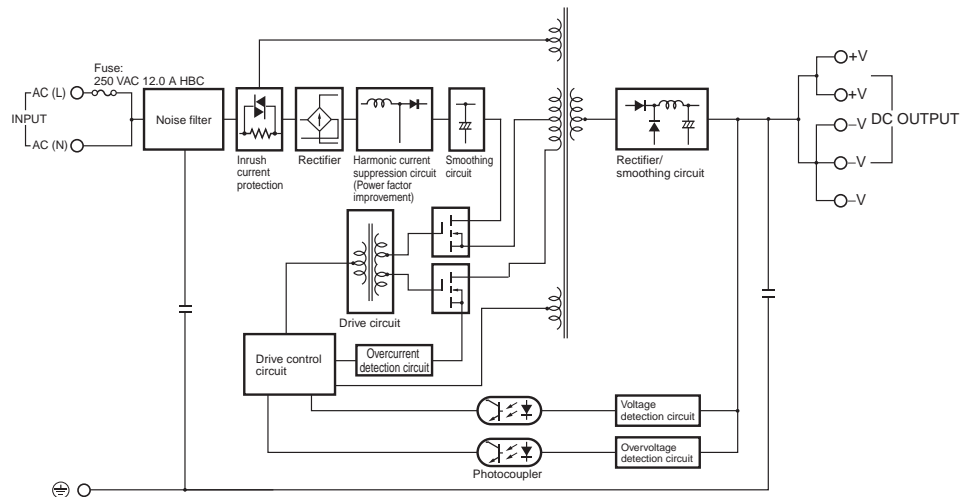 Fuse:
250 VAC 12.0 A HBC
AC (L)
INPUT
AC (N)
Noise filter
Inrush
current
protection
Rectifier
Harmonic current
suppression circuit
(Power factor
improvement)
Smoothing
circuit
Rectifier/
smoothing circuit
+V
+V
−V
−V
−V
DC OUTPUT
Drive circuit
Drive control
circuit
Overcurrent
detection circuit
Voltage
detection circuit
Overvoltage
detection circuit
Photocoupler